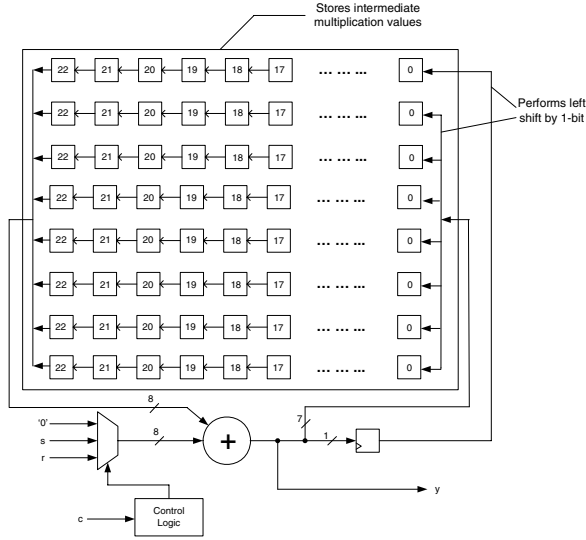 Stores intermediate
multiplication values
22 21 20 19 18 17 ... ... ... 0
22 21 20 19 18 17 ... ... ... 0
Performs left
shift by 1-bit
22 21 20 19 18 17 ... ... ... 0
22 21 20 19 18 17 ... ... ... 0
22 21 20 19 18 17 ... ... ... 0
22 21 20 19 18 17 ... ... ... 0
22 21 20 19 18 17 ... ... ... 0
22 21 20 19 18 17 ... ... ... 0
8
7
'0'
s
r
8
+
1
y
c
Control
Logic